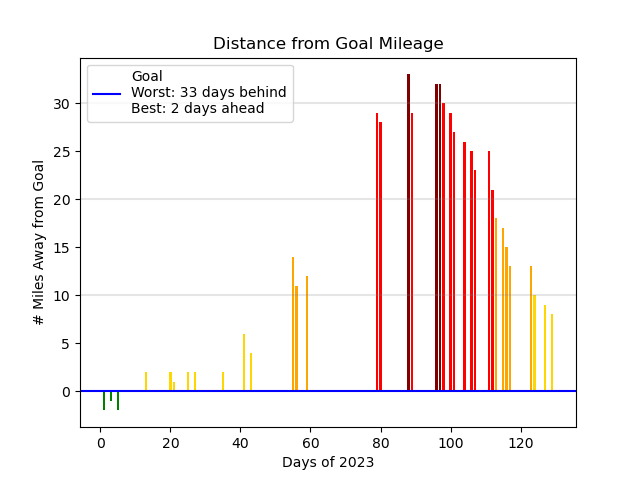 Distance from Goal Mileage
Goal
Worst: 33 days behind
Best: 2 days ahead
# Miles Away from Goal
30
25
20
15
10
5
0
0 20 40 60 80 100 120
Days of 2023